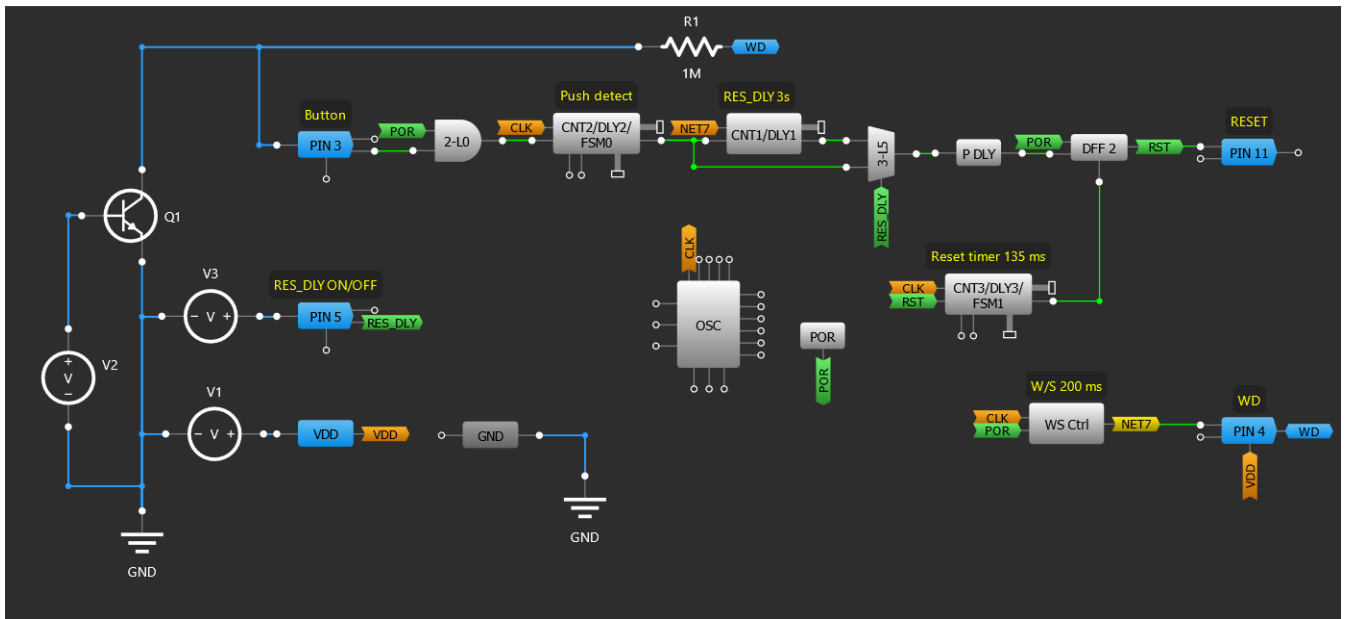 R1
WD
1M
Button
PIN 3
POR
2-L0
Push detect
CLK
CNT2/DLY2/
FSM0
RES_DLY 3s
NET7
CNT1/DLY1
3-L5
RES_DLY
P DLY
POR
DFF 2
RST
RESET
PIN 11
Q1
V3
V
RES_DLY ON/OFF
PIN 5
RES_DLY
CLK
OSC
POR
POR
Reset timer 135 ms
CLK
RST
CNT3/DLY3/
FSM1
V2
V
V1
V
VDD
VDD
GND
GND
W/S 200 ms
CLK
POR
WS Ctrl
NET7
WD
PIN 4
WD
VDD
GND